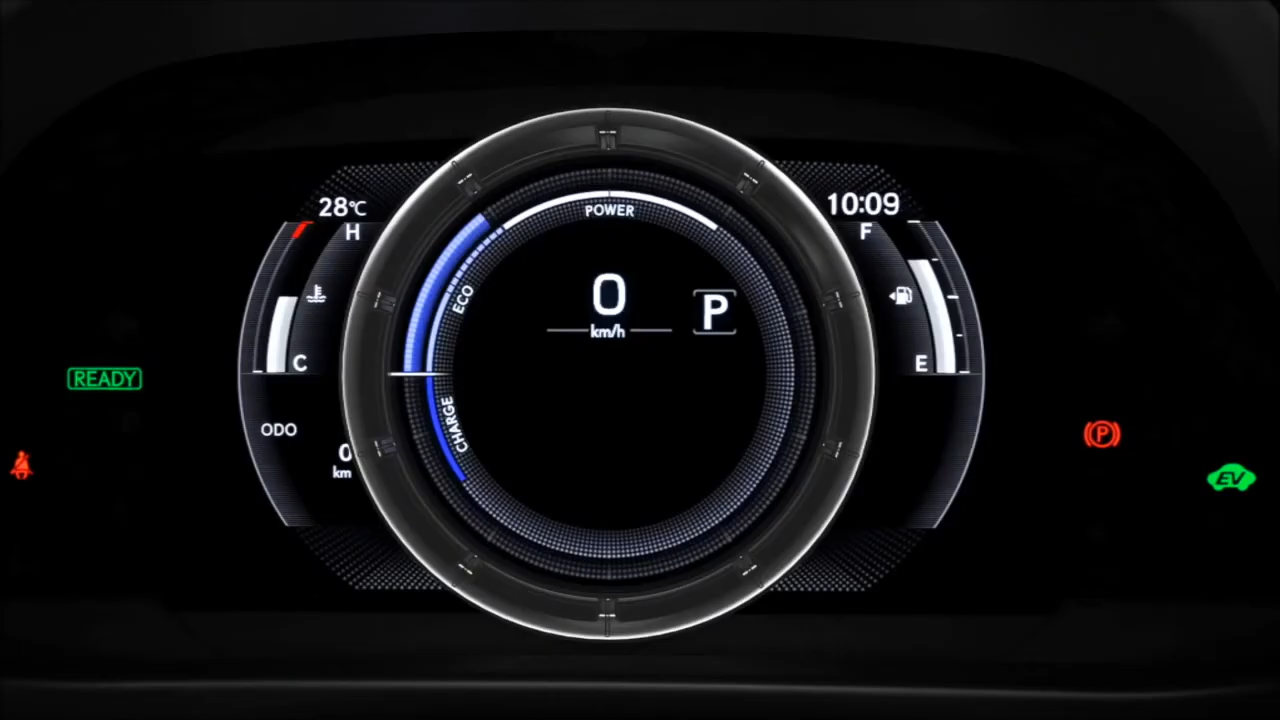 28℃
10:09
H
POWER
F
0
ECO
P
km/h
C
E
READY
CHARGE
ODO
P
0
km
EV